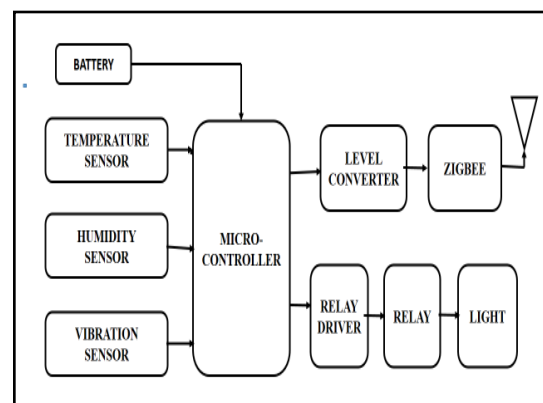 BATTERY
TEMPERATURE
SENSOR
HUMIDITY
SENSOR
VIBRATION
SENSOR
MICRO-
CONTROLLER
LEVEL
CONVERTER
ZIGBEE
RELAY
DRIVER
RELAY
LIGHT